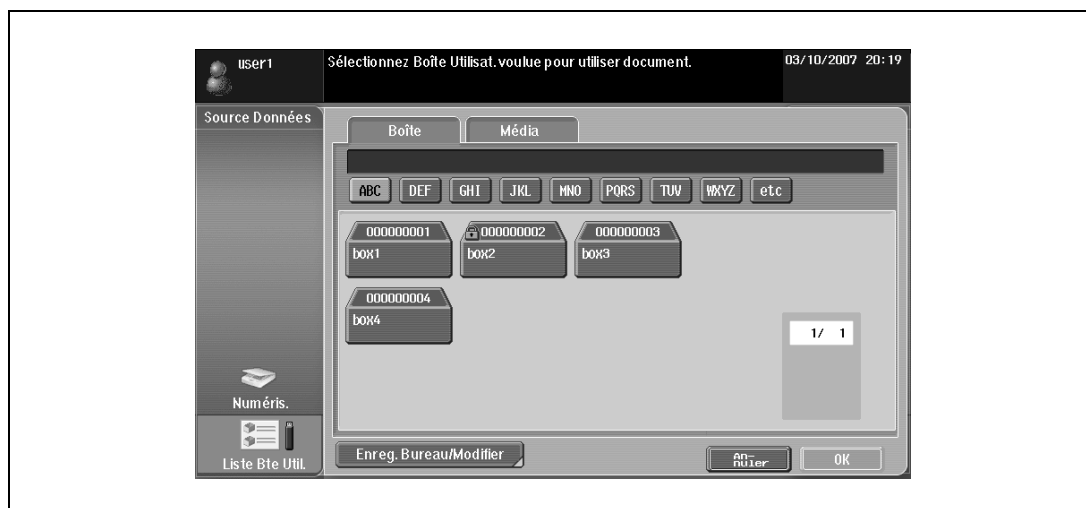 user1
Sélectionnez Boîte Utilisat. voulue pour utiliser document.
03/10/2007 20:19
Source Données
Boîte
Média
ABC DEF GHI JKL MNO PQRS TUV WXYZ etc
000000001
box1
000000002
box2
000000003
box3
000000004
box4
1/ 1
Numéris.
Liste Bte Util.
Enreg. Bureau/Modifier
An-
nuler
OK